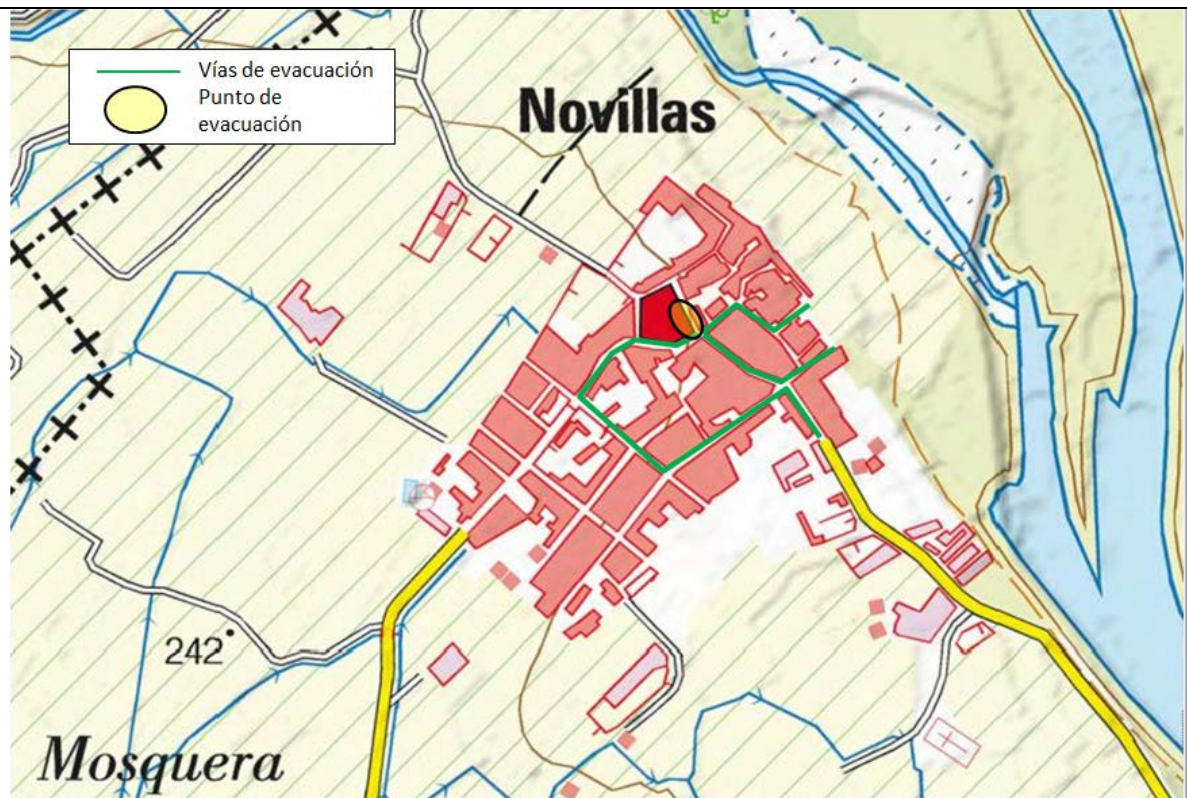 Vías de evacuación
Punto de
evacuación
Novillas
242
Mosquera